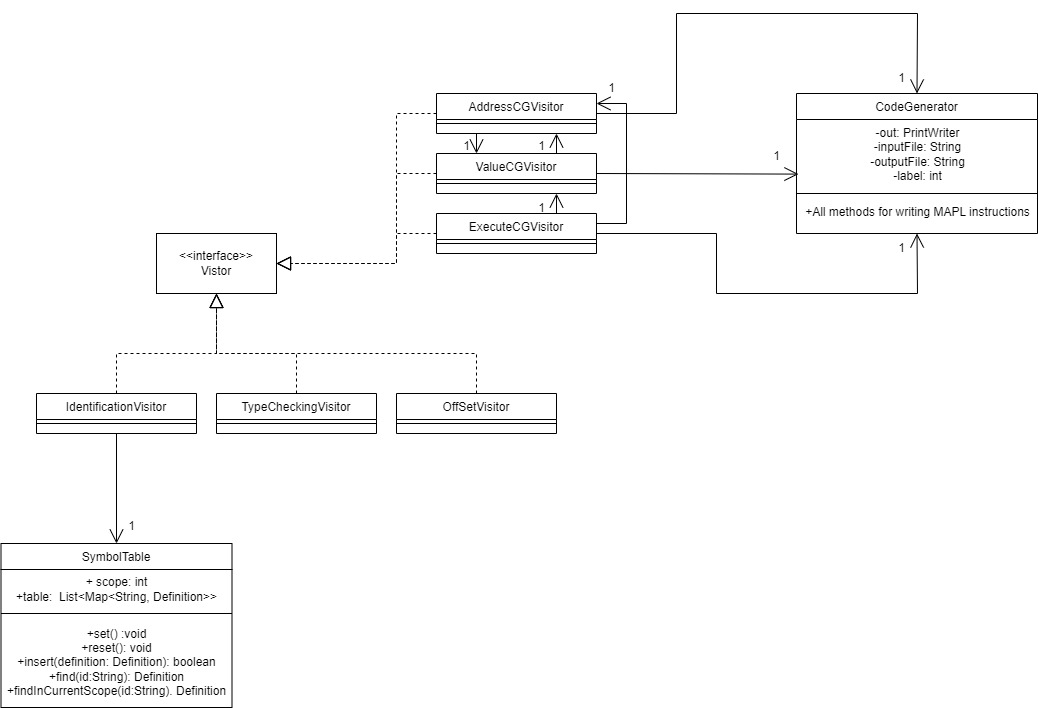 1
1
AddressCGVisitor
CodeGenerator
-out: PrintWriter
-inputFile: String
-outputFile: String
-label: int
+All methods for writing MAPL instructions
1
1
1
ValueCGVisitor
1
ExecuteCGVisitor
1
<<interface>>
Vistor
IdentificationVisitor
TypeCheckingVisitor
OffSetVisitor
1
SymbolTable
+ scope: int
+table: List<Map<String, Definition>>
+set() :void
+reset(): void
+insert(definition: Definition): boolean
+find(id:String): Definition
+findInCurrentScope(id:String). Definition